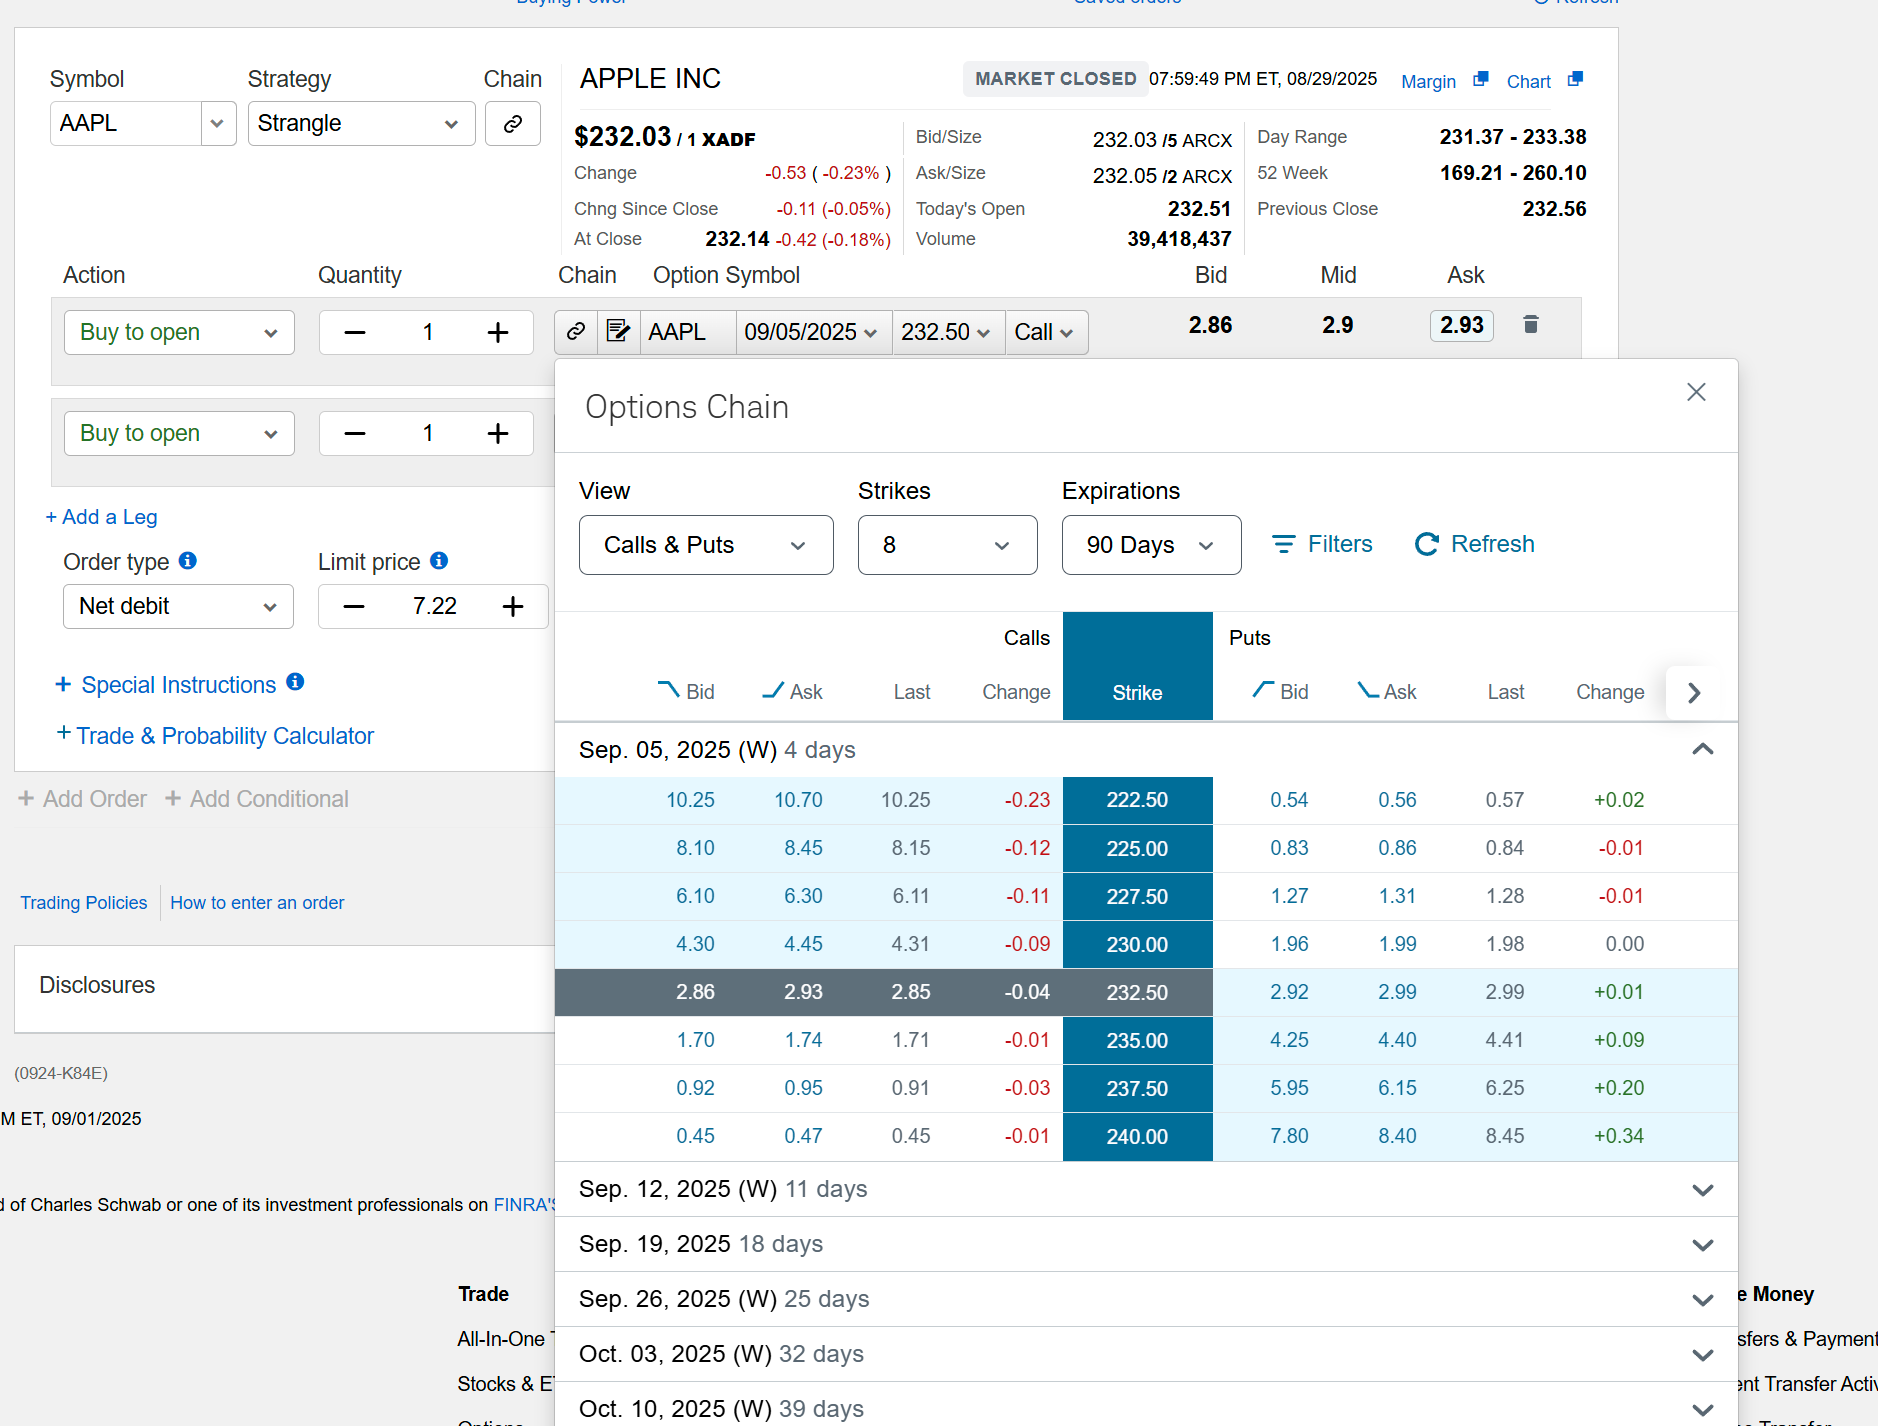 Symbol Strategy Chain
AAPL Strangle
APPLE INC MARKET CLOSED 07:59:49 PM ET, 08/29/2025 Margin Chart
$232.03 / 1 XADF
Change -0.53 ( -0.23% )
Chng Since Close -0.11 (-0.05%)
At Close 232.14 -0.42 (-0.18%)
Bid/Size 232.03 /5 ARCX
Ask/Size 232.05 /2 ARCX
Today's Open 232.51
Volume 39,418,437
Day Range 231.37 - 233.38
52 Week 169.21 - 260.10
Previous Close 232.56
Action Quantity Chain Option Symbol Bid Mid Ask
Buy to open 1 AAPL 09/05/2025 232.50 Call 2.86 2.9 2.93
Buy to open 1
+ Add a Leg
Order type Limit price
Net debit 7.22
+ Special Instructions
+ Trade & Probability Calculator
+ Add Order + Add Conditional
Trading Policies How to enter an order
Disclosures
(0924-K84E)
M ET, 09/01/2025
of Charles Schwab or one of its investment professionals on FINRA'S
Trade
All-In-One
Stocks &
Options Chain
View Strikes Expirations
Calls & Puts 8 90 Days Filters Refresh
Calls Strike Puts
Bid Ask Last Change Bid Ask Last Change
Sep. 05, 2025 (W) 4 days
10.25 10.70 10.25 -0.23 222.50 0.54 0.56 0.57 +0.02
8.10 8.45 8.15 -0.12 225.00 0.83 0.86 0.84 -0.01
6.10 6.30 6.11 -0.11 227.50 1.27 1.31 1.28 -0.01
4.30 4.45 4.31 -0.09 230.00 1.96 1.99 1.98 0.00
2.86 2.93 2.85 -0.04 232.50 2.92 2.99 2.99 +0.01
1.70 1.74 1.71 -0.01 235.00 4.25 4.40 4.41 +0.09
0.92 0.95 0.91 -0.03 237.50 5.95 6.15 6.25 +0.20
0.45 0.47 0.45 -0.01 240.00 7.80 8.40 8.45 +0.34
Sep. 12, 2025 (W) 11 days
Sep. 19, 2025 18 days
Sep. 26, 2025 (W) 25 days
Oct. 03, 2025 (W) 32 days
Oct. 10, 2025 (W) 39 days
e Money
sfers & Payment
ent Transfer Activ